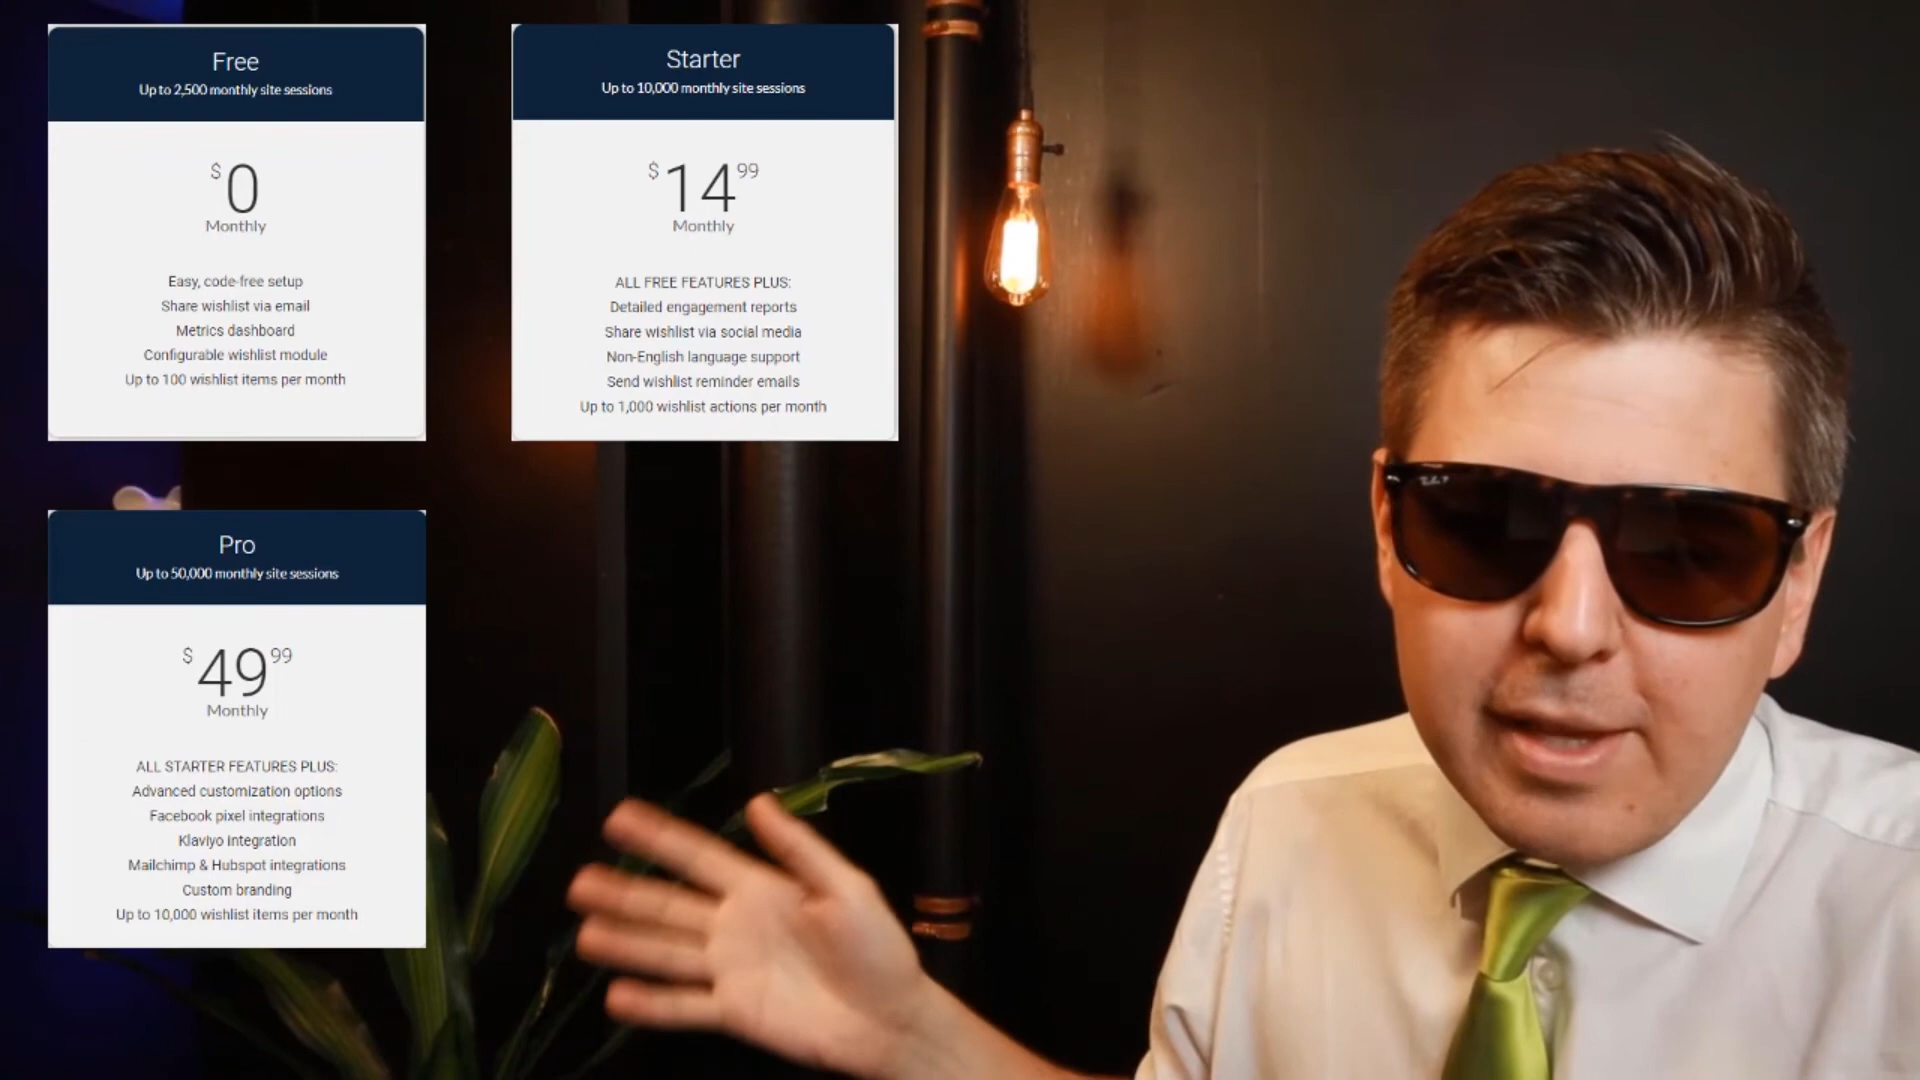 Free
Up to 2,500 monthly site sessions
$0
Monthly
Easy, code-free setup
Share wishlist via email
Metrics dashboard
Configurable wishlist module
Up to 100 wishlist items per month
Starter
Up to 10,000 monthly site sessions
$14 99
Monthly
ALL FREE FEATURES PLUS:
Detailed engagement reports
Share wishlist via social media
Non-English language support
Send wishlist reminder emails
Up to 1,000 wishlist actions per month
Pro
Up to 50,000 monthly site sessions
$49 99
Monthly
ALL STARTER FEATURES PLUS:
Advanced customization options
Facebook pixel integrations
Klaviyo integration
Mailchimp & Hubspot integrations
Custom branding
Up to 10,000 wishlist items per month